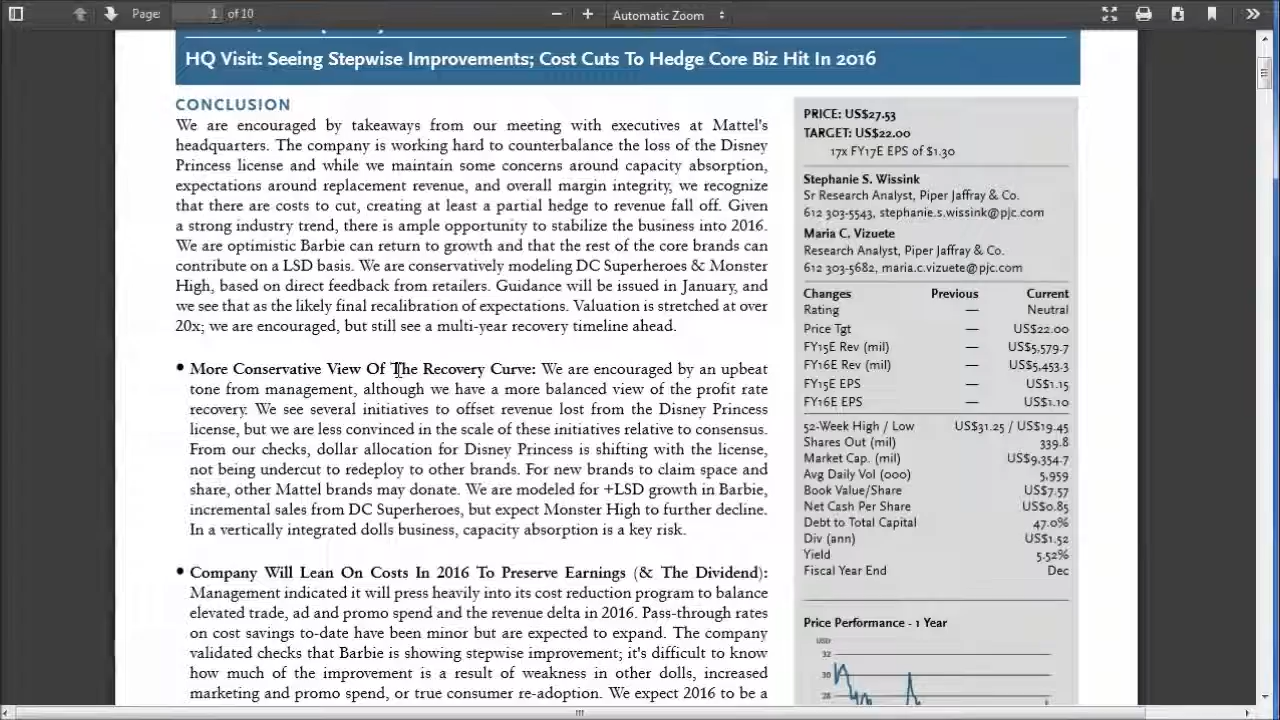 Page: 1 of 10 Automatic Zoom
HQ Visit: Seeing Stepwise Improvements; Cost Cuts To Hedge Core Biz Hit In 2016
CONCLUSION
We are encouraged by takeaways from our meeting with executives at Mattel's
headquarters. The company is working hard to counterbalance the loss of the Disney
Princess license and while we maintain some concerns around capacity absorption,
expectations around replacement revenue, and overall margin integrity, we recognize
that there are costs to cut, creating at least a partial hedge to revenue fall off. Given
a strong industry trend, there is ample opportunity to stabilize the business into 2016.
We are optimistic Barbie can return to growth and that the rest of the core brands can
contribute on a LSD basis. We are conservatively modeling DC Superheroes & Monster
High, based on direct feedback from retailers. Guidance will be issued in January, and
we see that as the likely final recalibration of expectations. Valuation is stretched at over
20x; we are encouraged, but still see a multi-year recovery timeline ahead.
• More Conservative View Of The Recovery Curve: We are encouraged by an upbeat
tone from management, although we have a more balanced view of the profit rate
recovery. We see several initiatives to offset revenue lost from the Disney Princess
license, but we are less convinced in the scale of these initiatives relative to consensus.
From our checks, dollar allocation for Disney Princess is shifting with the license,
not being undercut to redeploy to other brands. For new brands to claim space and
share, other Mattel brands may donate. We are modeled for +LSD growth in Barbie,
incremental sales from DC Superheroes, but expect Monster High to further decline.
In a vertically integrated dolls business, capacity absorption is a key risk.
• Company Will Lean On Costs In 2016 To Preserve Earnings (& The Dividend):
Management indicated it will press heavily into its cost reduction program to balance
elevated trade, ad and promo spend and the revenue delta in 2016. Pass-through rates
on cost savings to-date have been minor but are expected to expand. The company
validated checks that Barbie is showing stepwise improvement; it's difficult to know
how much of the improvement is a result of weakness in other dolls, increased
marketing and promo spend, or true consumer re-adoption. We expect 2016 to be a
PRICE: US$27.53
TARGET: US$22.00
17x FY17E EPS of $1.30
Stephanie S. Wissink
Sr Research Analyst, Piper Jaffray & Co.
612 303-5543, stephanie.s.wissink@pjc.com
Maria C. Vizuete
Research Analyst, Piper Jaffray & Co.
612 303-5682, maria.c.vizuete@pjc.com
Changes Previous Current
Rating — Neutral
Price Tgt — US$22.00
FY15E Rev (mil) — US$5,579.7
FY16E Rev (mil) — US$5,453.3
FY15E EPS — US$1.15
FY16E EPS — US$1.10
52-Week High / Low US$31.25 / US$19.45
Shares Out (mil) 339.8
Market Cap. (mil) US$9,354.7
Avg Daily Vol (000) 5,959
Book Value/Share US$7.57
Net Cash Per Share US$0.85
Debt to Total Capital 47.0%
Div (ann) US$1.52
Yield 5.52%
Fiscal Year End Dec
Price Performance - 1 Year
USD
32
30
28